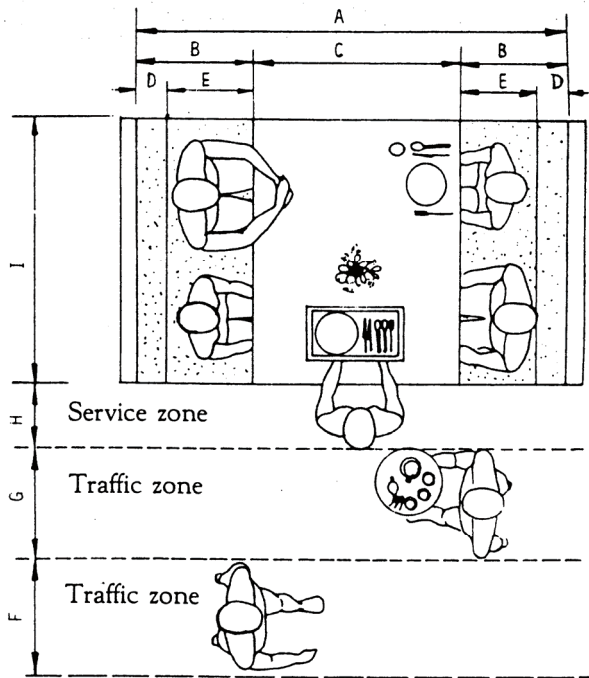 A
B C B
D E E D
I
H
Service zone
G
Traffic zone
F
Traffic zone